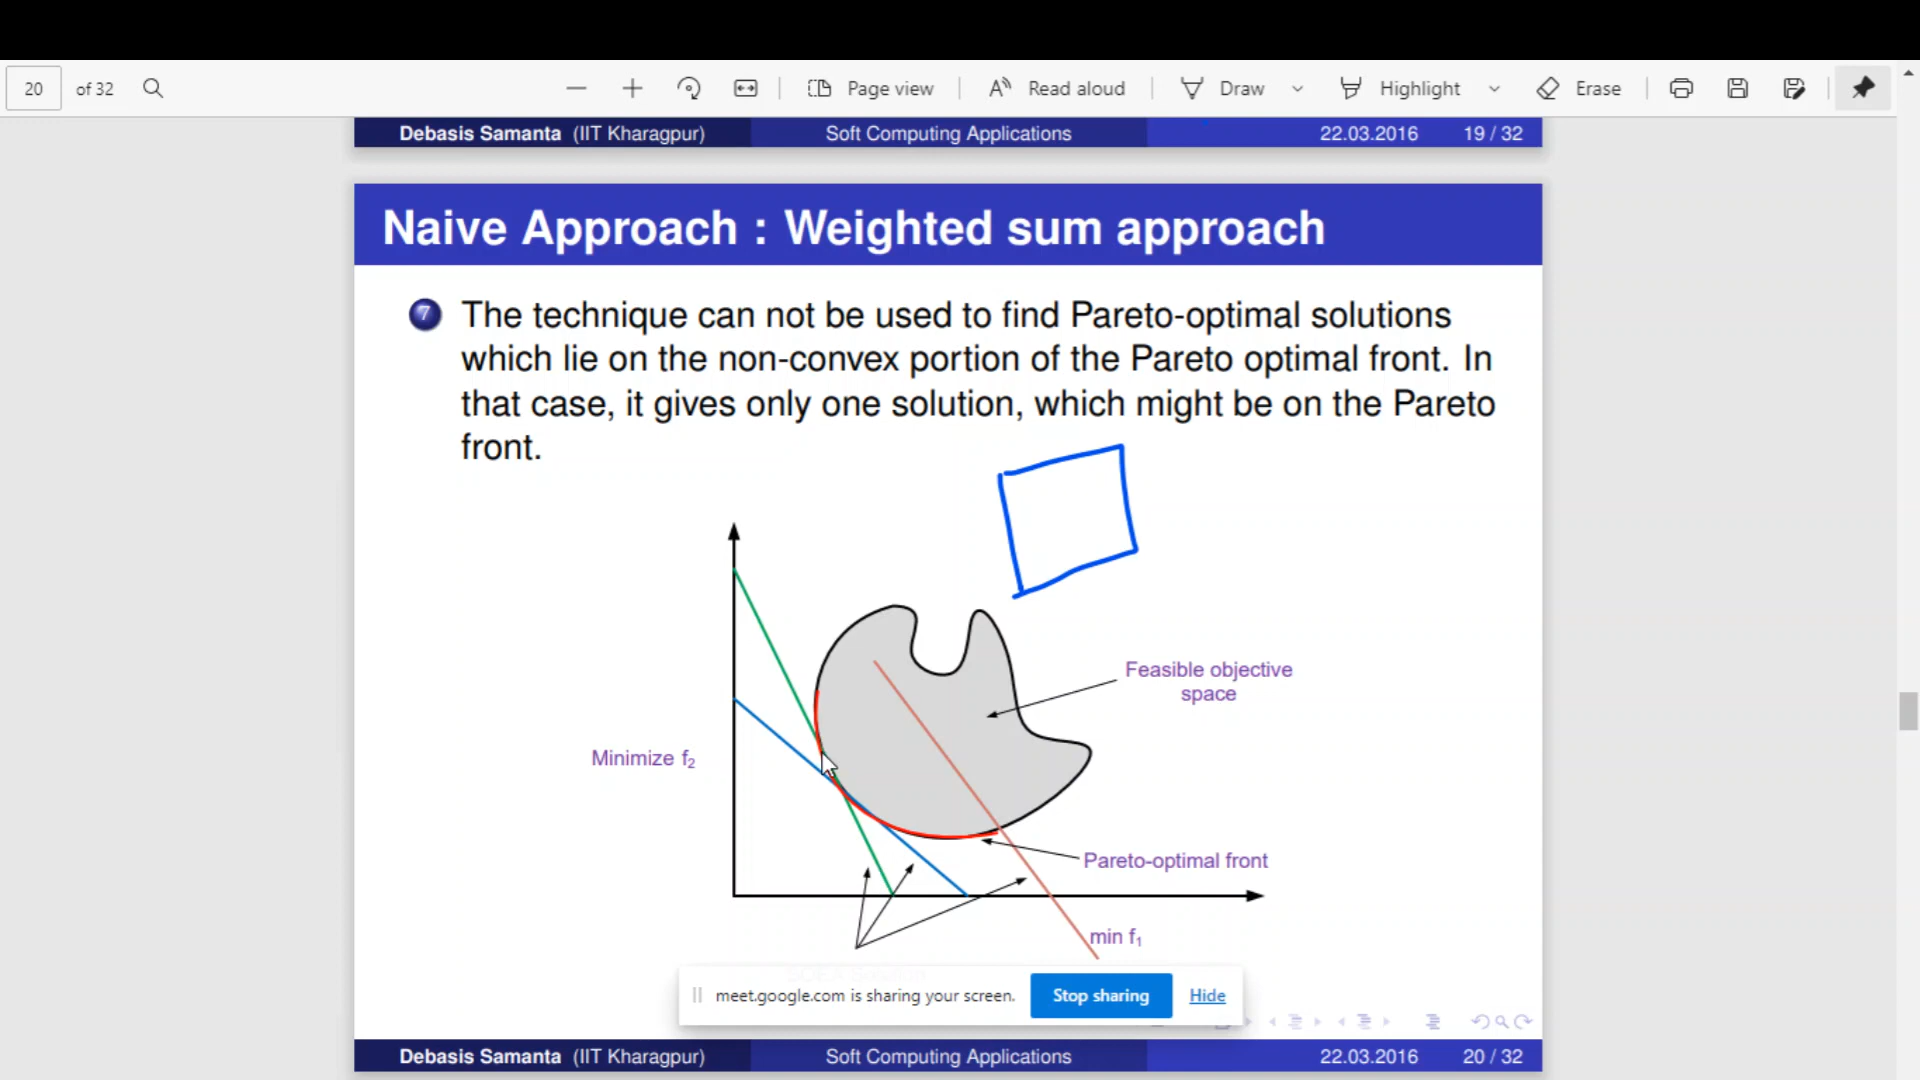 20 of 32 Page view Read aloud Draw Highlight Erase
Debasis Samanta (IIT Kharagpur) Soft Computing Applications 22.03.2016 19 / 32
Naive Approach : Weighted sum approach
7 The technique can not be used to find Pareto-optimal solutions
which lie on the non-convex portion of the Pareto optimal front. In
that case, it gives only one solution, which might be on the Pareto
front.
Feasible objective
space
Minimize f₂
Pareto-optimal front
min f₁
meet.google.com is sharing your screen. Stop sharing Hide
Debasis Samanta (IIT Kharagpur) Soft Computing Applications 22.03.2016 20 / 32